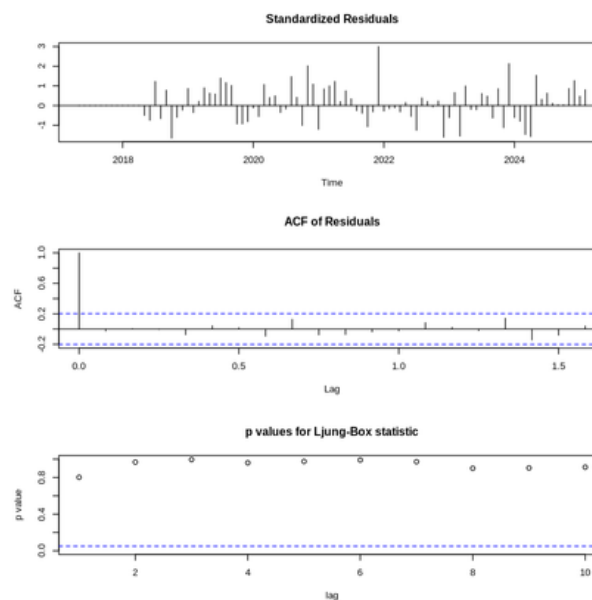 Standardized Residuals
3
2
1
0
-1
2018 2020 2022 2024
Time
ACF of Residuals
1.0
0.6
0.2
-0.2
ACF
0.0 0.5 1.0 1.5
Lag
p values for Ljung-Box statistic
0.8
0.4
0.0
p value
2 4 6 8 10
lag